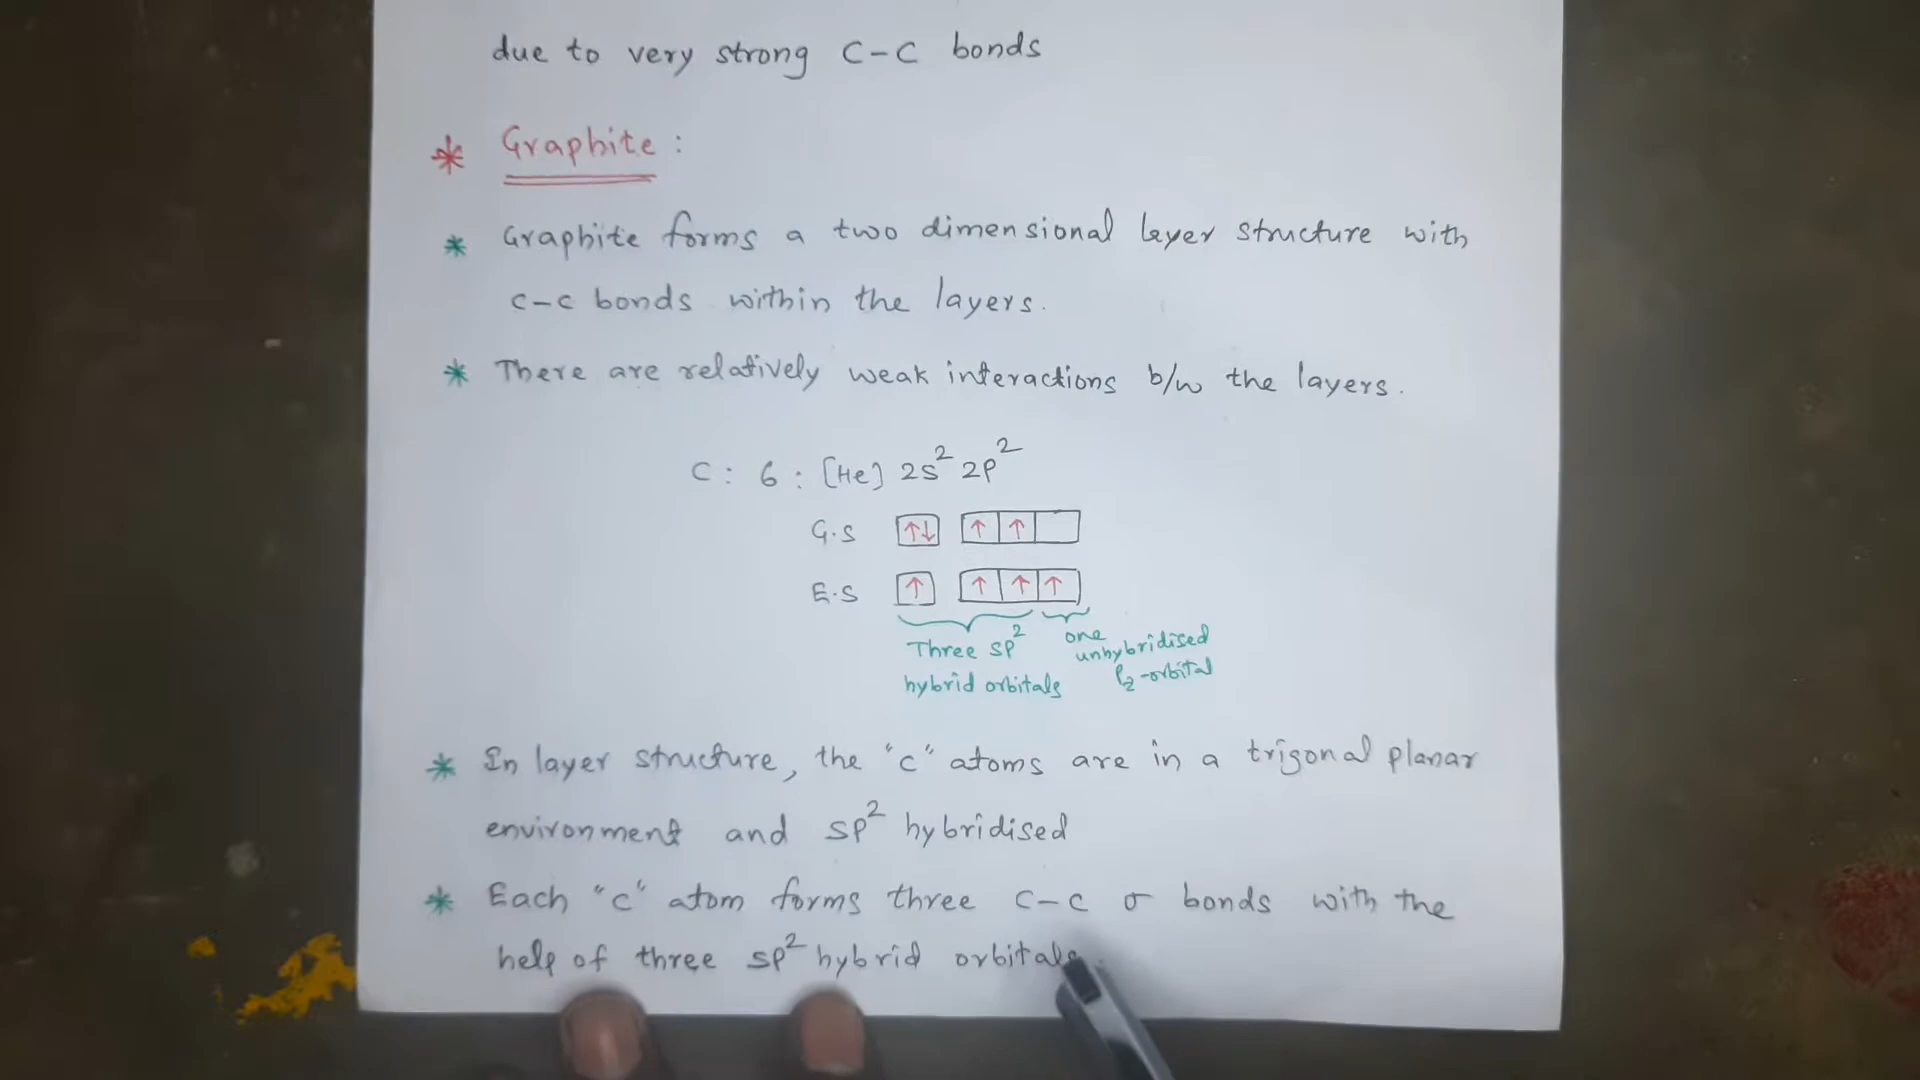 due to very strong C-C bonds
* Graphite :
* Graphite forms a two dimensional layer structure with
C-C bonds within the layers.
* There are relatively weak interactions b/w the layers.
C : 6 : [He] 2s² 2p²
G.S ↑↓ ↑ ↑
E.S ↑ ↑ ↑ ↑
Three sp² hybrid orbitals
one unhybridised Pz-orbital
* In layer structure, the "C" atoms are in a trigonal planar
environment and sp² hybridised
* Each "C" atom forms three C-C σ bonds with the
help of three sp² hybrid orbitals